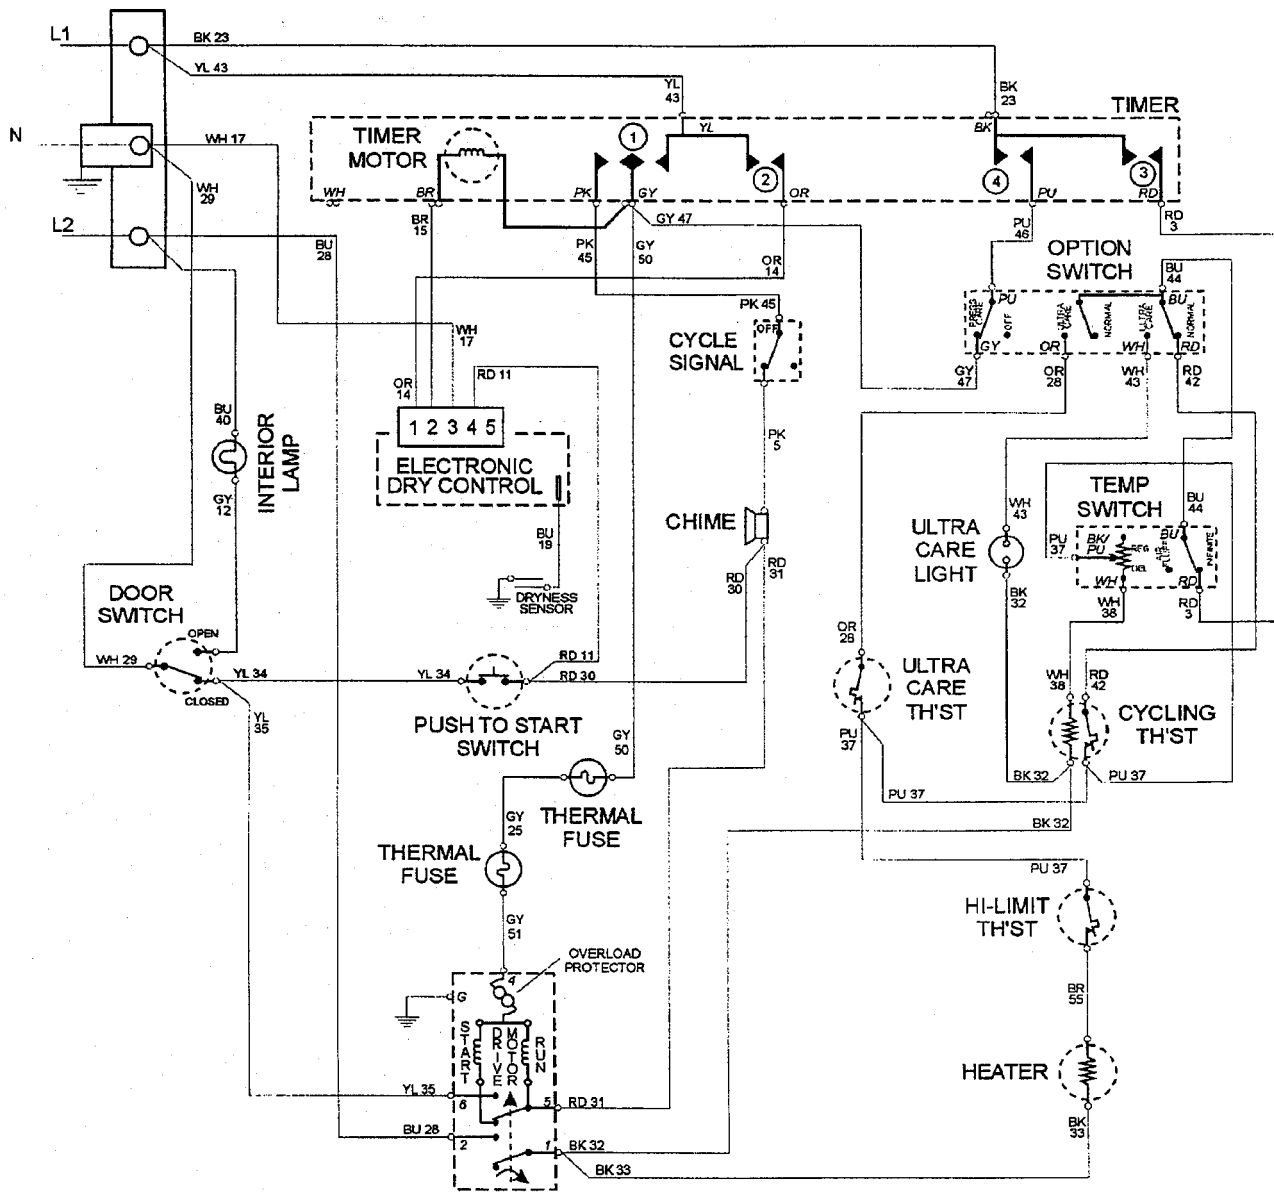 L1
BK 23
YL 43
YL
43
BK
23
TIMER
N
WH 17
TIMER
MOTOR
1
YL
BK
2
4
3
WH
29
WH
BR
PK
GY
OR
PU
RD
L2
BU
28
BR
15
GY 47
PK
45
GY
50
OR
14
PU
46
RD
3
OPTION
SWITCH
BU
44
PK 45
OFF
CYCLE
SIGNAL
WH
17
RD 11
OR
14
PU
OFF
ULTRA
CARE
NORMAL
ULTRA
CARE
BU
NORMAL
GY
OR
WH
RD
GY
47
OR
28
WH
43
RD
42
BU
40
INTERIOR
LAMP
1 2 3 4 5
ELECTRONIC
DRY CONTROL
PK
5
GY
12
BU
19
CHIME
ULTRA
CARE
LIGHT
WH
43
TEMP
SWITCH
BU
44
PU
37
BK/
PU
REG
DEL
BU
INFINITE
WH
RD
RD
30
RD
31
DRYNESS
SENSOR
BK
32
WH
38
RD
3
DOOR
SWITCH
OPEN
WH 29
CLOSED
YL 34
YL 34
RD 11
RD 30
OR
28
ULTRA
CARE
TH'ST
WH
38
RD
42
CYCLING
TH'ST
YL
35
PUSH TO START
SWITCH
GY
50
PU
37
BK 32
PU 37
PU 37
THERMAL
FUSE
GY
25
BK 32
THERMAL
FUSE
PU 37
GY
51
HI-LIMIT
TH'ST
OVERLOAD
PROTECTOR
4
G
BR
55
START
DRIVE
MOTOR
RUN
HEATER
YL 35
6
5
RD 31
BU 28
2
1
BK 32
BK 33
BK
33